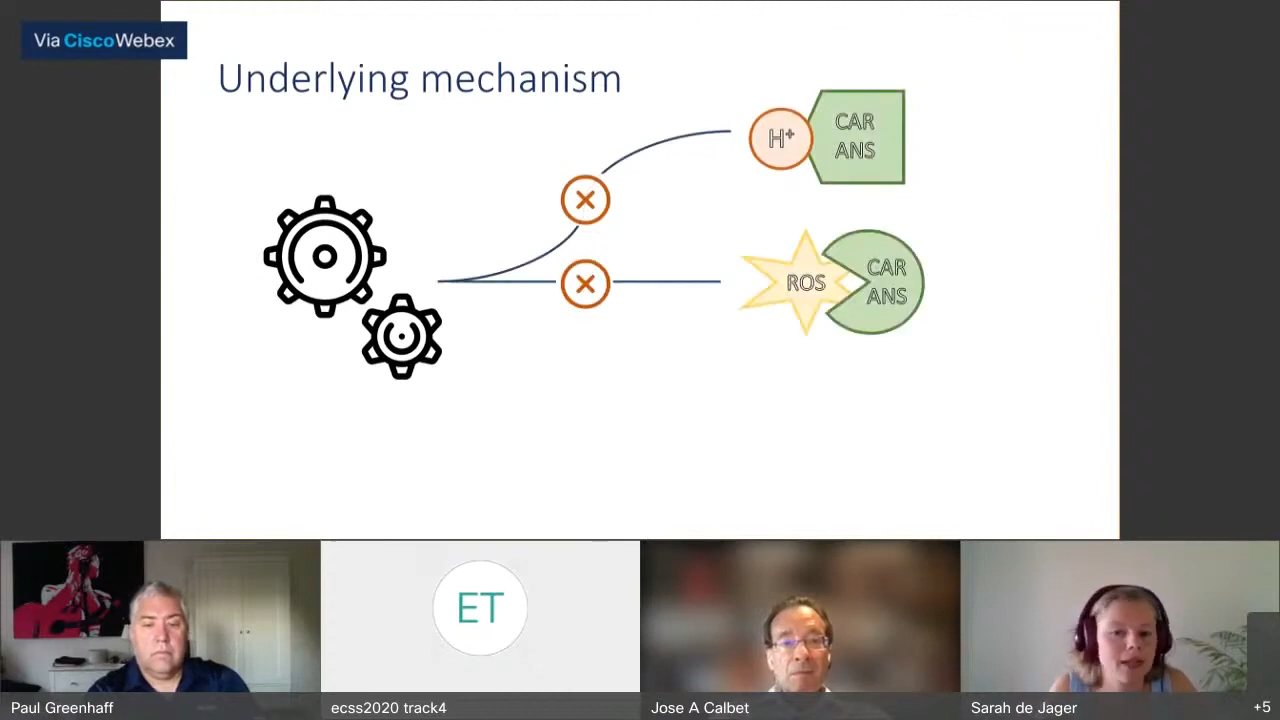 Via CiscoWebex
Underlying mechanism
H⁺
CAR
ANS
ROS
CAR
ANS
ET
Paul Greenhaff
ecss2020 track4
Jose A Calbet
Sarah de Jager
+5